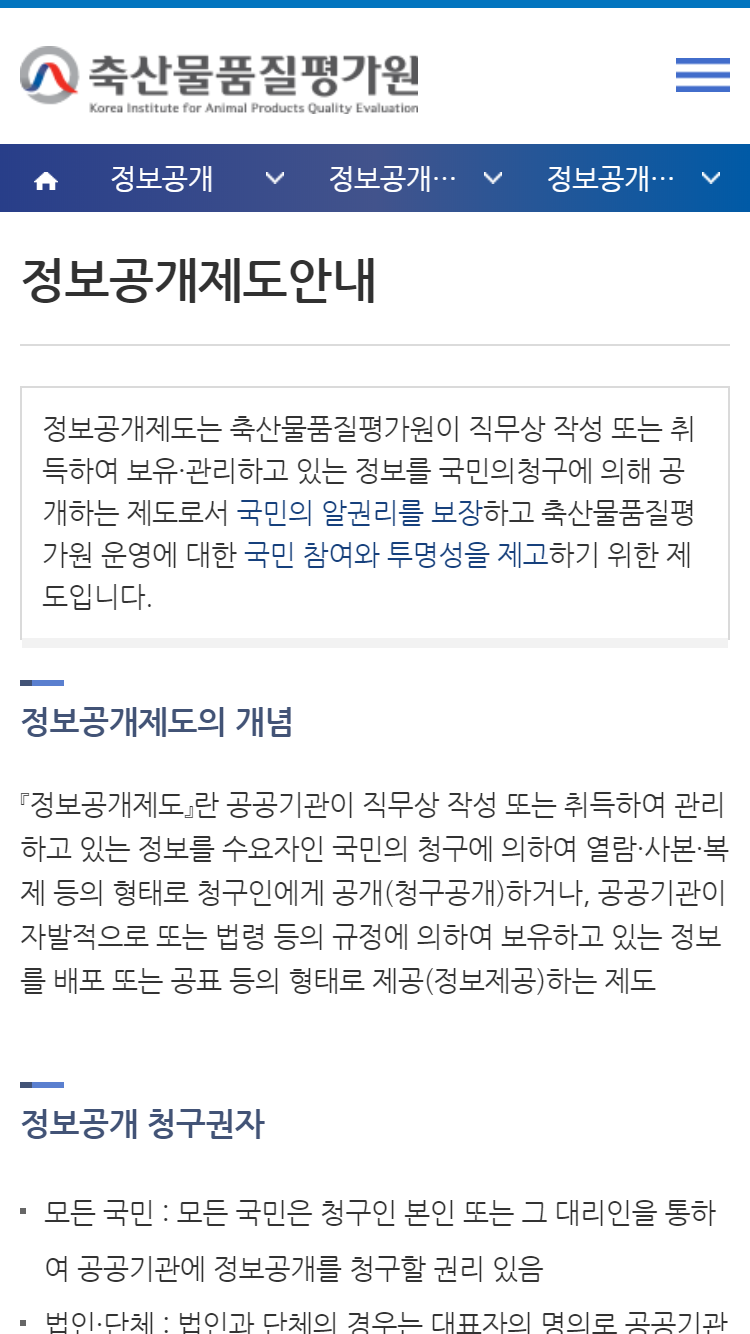 축산물품질평가원
Korea Institute for Animal Products Quality Evaluation
정보공개 정보공개… 정보공개…
정보공개제도안내
정보공개제도는 축산물품질평가원이 직무상 작성 또는 취
득하여 보유·관리하고 있는 정보를 국민의청구에 의해 공
개하는 제도로서 국민의 알권리를 보장하고 축산물품질평
가원 운영에 대한 국민 참여와 투명성을 제고하기 위한 제
도입니다.
정보공개제도의 개념
『정보공개제도』란 공공기관이 직무상 작성 또는 취득하여 관리
하고 있는 정보를 수요자인 국민의 청구에 의하여 열람·사본·복
제 등의 형태로 청구인에게 공개(청구공개)하거나, 공공기관이
자발적으로 또는 법령 등의 규정에 의하여 보유하고 있는 정보
를 배포 또는 공표 등의 형태로 제공(정보제공)하는 제도
정보공개 청구권자
모든 국민 : 모든 국민은 청구인 본인 또는 그 대리인을 통하
여 공공기관에 정보공개를 청구할 권리 있음
법인·단체 : 법인과 단체의 경우는 대표자의 명의로 공공기관